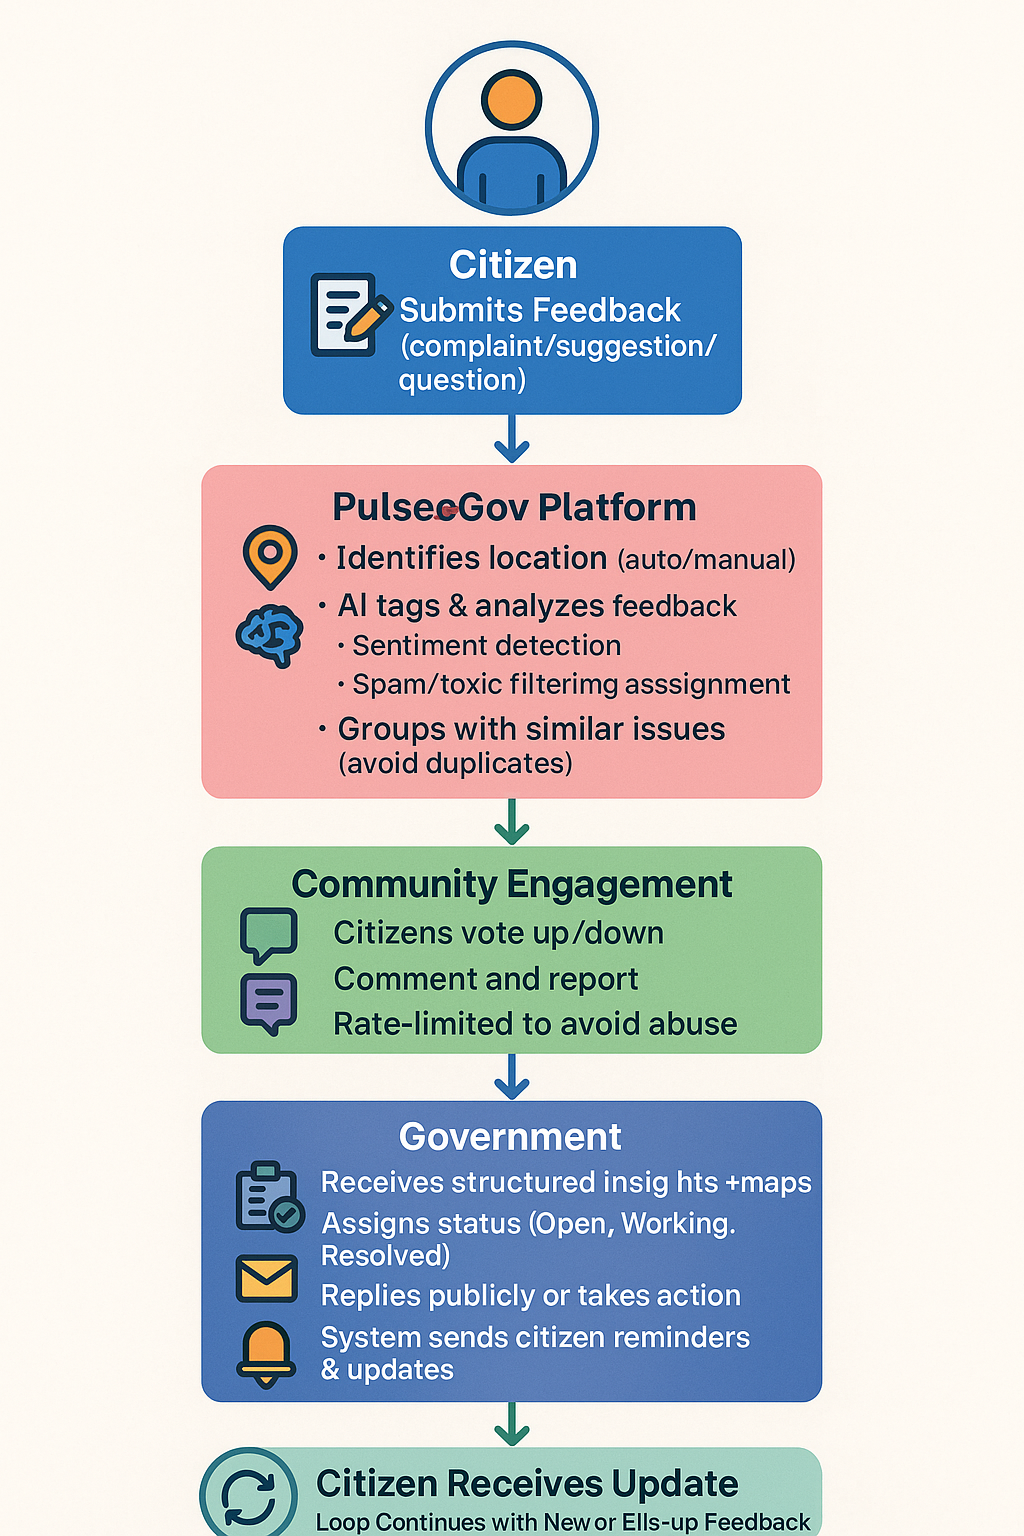 Citizen
Submits Feedback
(complaint/suggestion/
question)
PulsecGov Platform
• Identifies location (auto/manual)
• AI tags & analyzes feedback
• Sentiment detection
• Spam/toxic filterimg asssignment
• Groups with similar issues
(avoid duplicates)
Community Engagement
Citizens vote up/down
Comment and report
Rate-limited to avoid abuse
Government
Receives structured insig hts +maps
Assigns status (Open, Working.
Resolved)
Replies publicly or takes action
System sends citizen reminders
& updates
Citizen Receives Update
Loop Continues with New or Ells-up Feedback